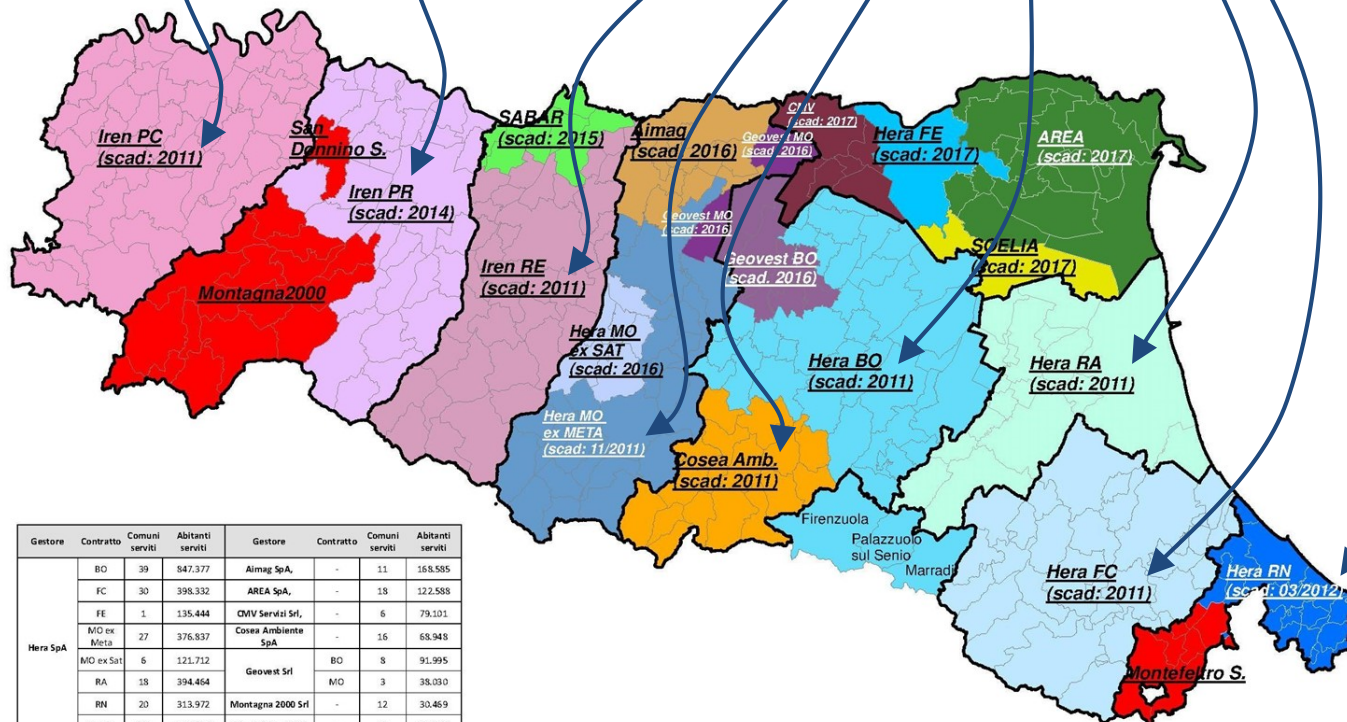 Iren PC
(scad: 2011)
San
Donnino S.
Iren PR
(scad: 2014)
Montagna2000
SABAR
(scad: 2015)
Iren RE
(scad: 2011)
Aimag
(scad: 2016)
Geovest MO
(scad: 2016)
CMV
(scad: 2017)
Hera FE
(scad: 2017)
AREA
(scad: 2017)
Geovest MO
(scad: 2016)
Geovest BO
(scad. 2016)
SOELIA
(scad: 2017)
Hera MO
ex SAT
(scad: 2016)
Hera BO
(scad: 2011)
Hera RA
(scad: 2011)
Hera MO
ex META
(scad: 11/2011)
Cosea Amb.
(scad: 2011)
Firenzuola
Palazzuolo
sul Senio
Marradi
Hera FC
(scad: 2011)
Hera RN
(scad: 03/2012)
Montefeltro S.
Gestore Contratto Comuni serviti Abitanti serviti Gestore Contratto Comuni serviti Abitanti serviti
Hera SpA
BO 39 847.377 Aimag SpA, - 11 168.585
FC 30 398.332 AREA SpA, - 18 122.588
FE 1 135.444 CMV Servizi Srl, - 6 79.101
MO ex Meta 27 376.837 Cosea Ambiente SpA - 16 68.948
MO ex Sat 6 121.712 Geovest Srl BO 8 91.995
RA 18 394.464 MO 3 38.030
RN 20 313.972 Montagna 2000 Srl - 12 30.469